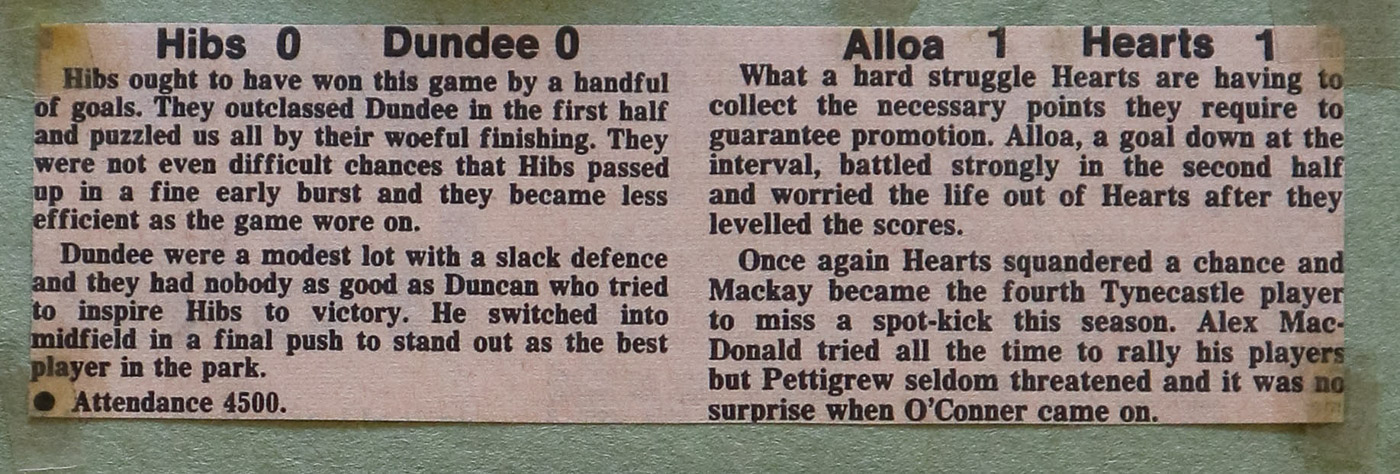 Hibs 0 Dundee 0
Hibs ought to have won this game by a handful
of goals. They outclassed Dundee in the first half
and puzzled us all by their woeful finishing. They
were not even difficult chances that Hibs passed
up in a fine early burst and they became less
efficient as the game wore on.
Dundee were a modest lot with a slack defence
and they had nobody as good as Duncan who tried
to inspire Hibs to victory. He switched into
midfield in a final push to stand out as the best
player in the park.
● Attendance 4500.
Alloa 1 Hearts 1
What a hard struggle Hearts are having to
collect the necessary points they require to
guarantee promotion. Alloa, a goal down at the
interval, battled strongly in the second half
and worried the life out of Hearts after they
levelled the scores.
Once again Hearts squandered a chance and
Mackay became the fourth Tynecastle player
to miss a spot-kick this season. Alex Mac-
Donald tried all the time to rally his players
but Pettigrew seldom threatened and it was no
surprise when O'Conner came on.